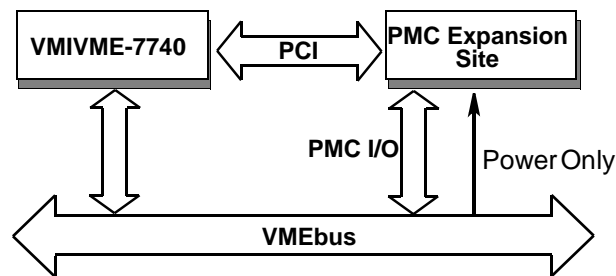 VMIVME-7740
PCI
PMC Expansion
Site
PMC I/O
Power Only
VMEbus